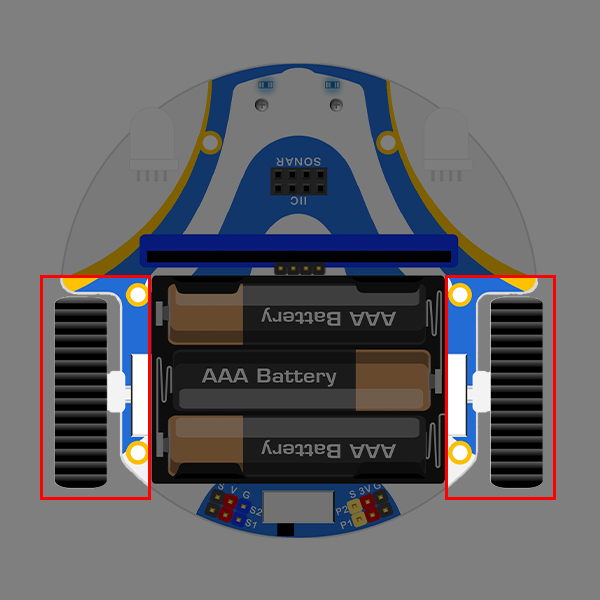 SONAR
IIC
AAA Battery
AAA Battery
AAA Battery
S V G
S 3V G
S2
P2
S1
P1